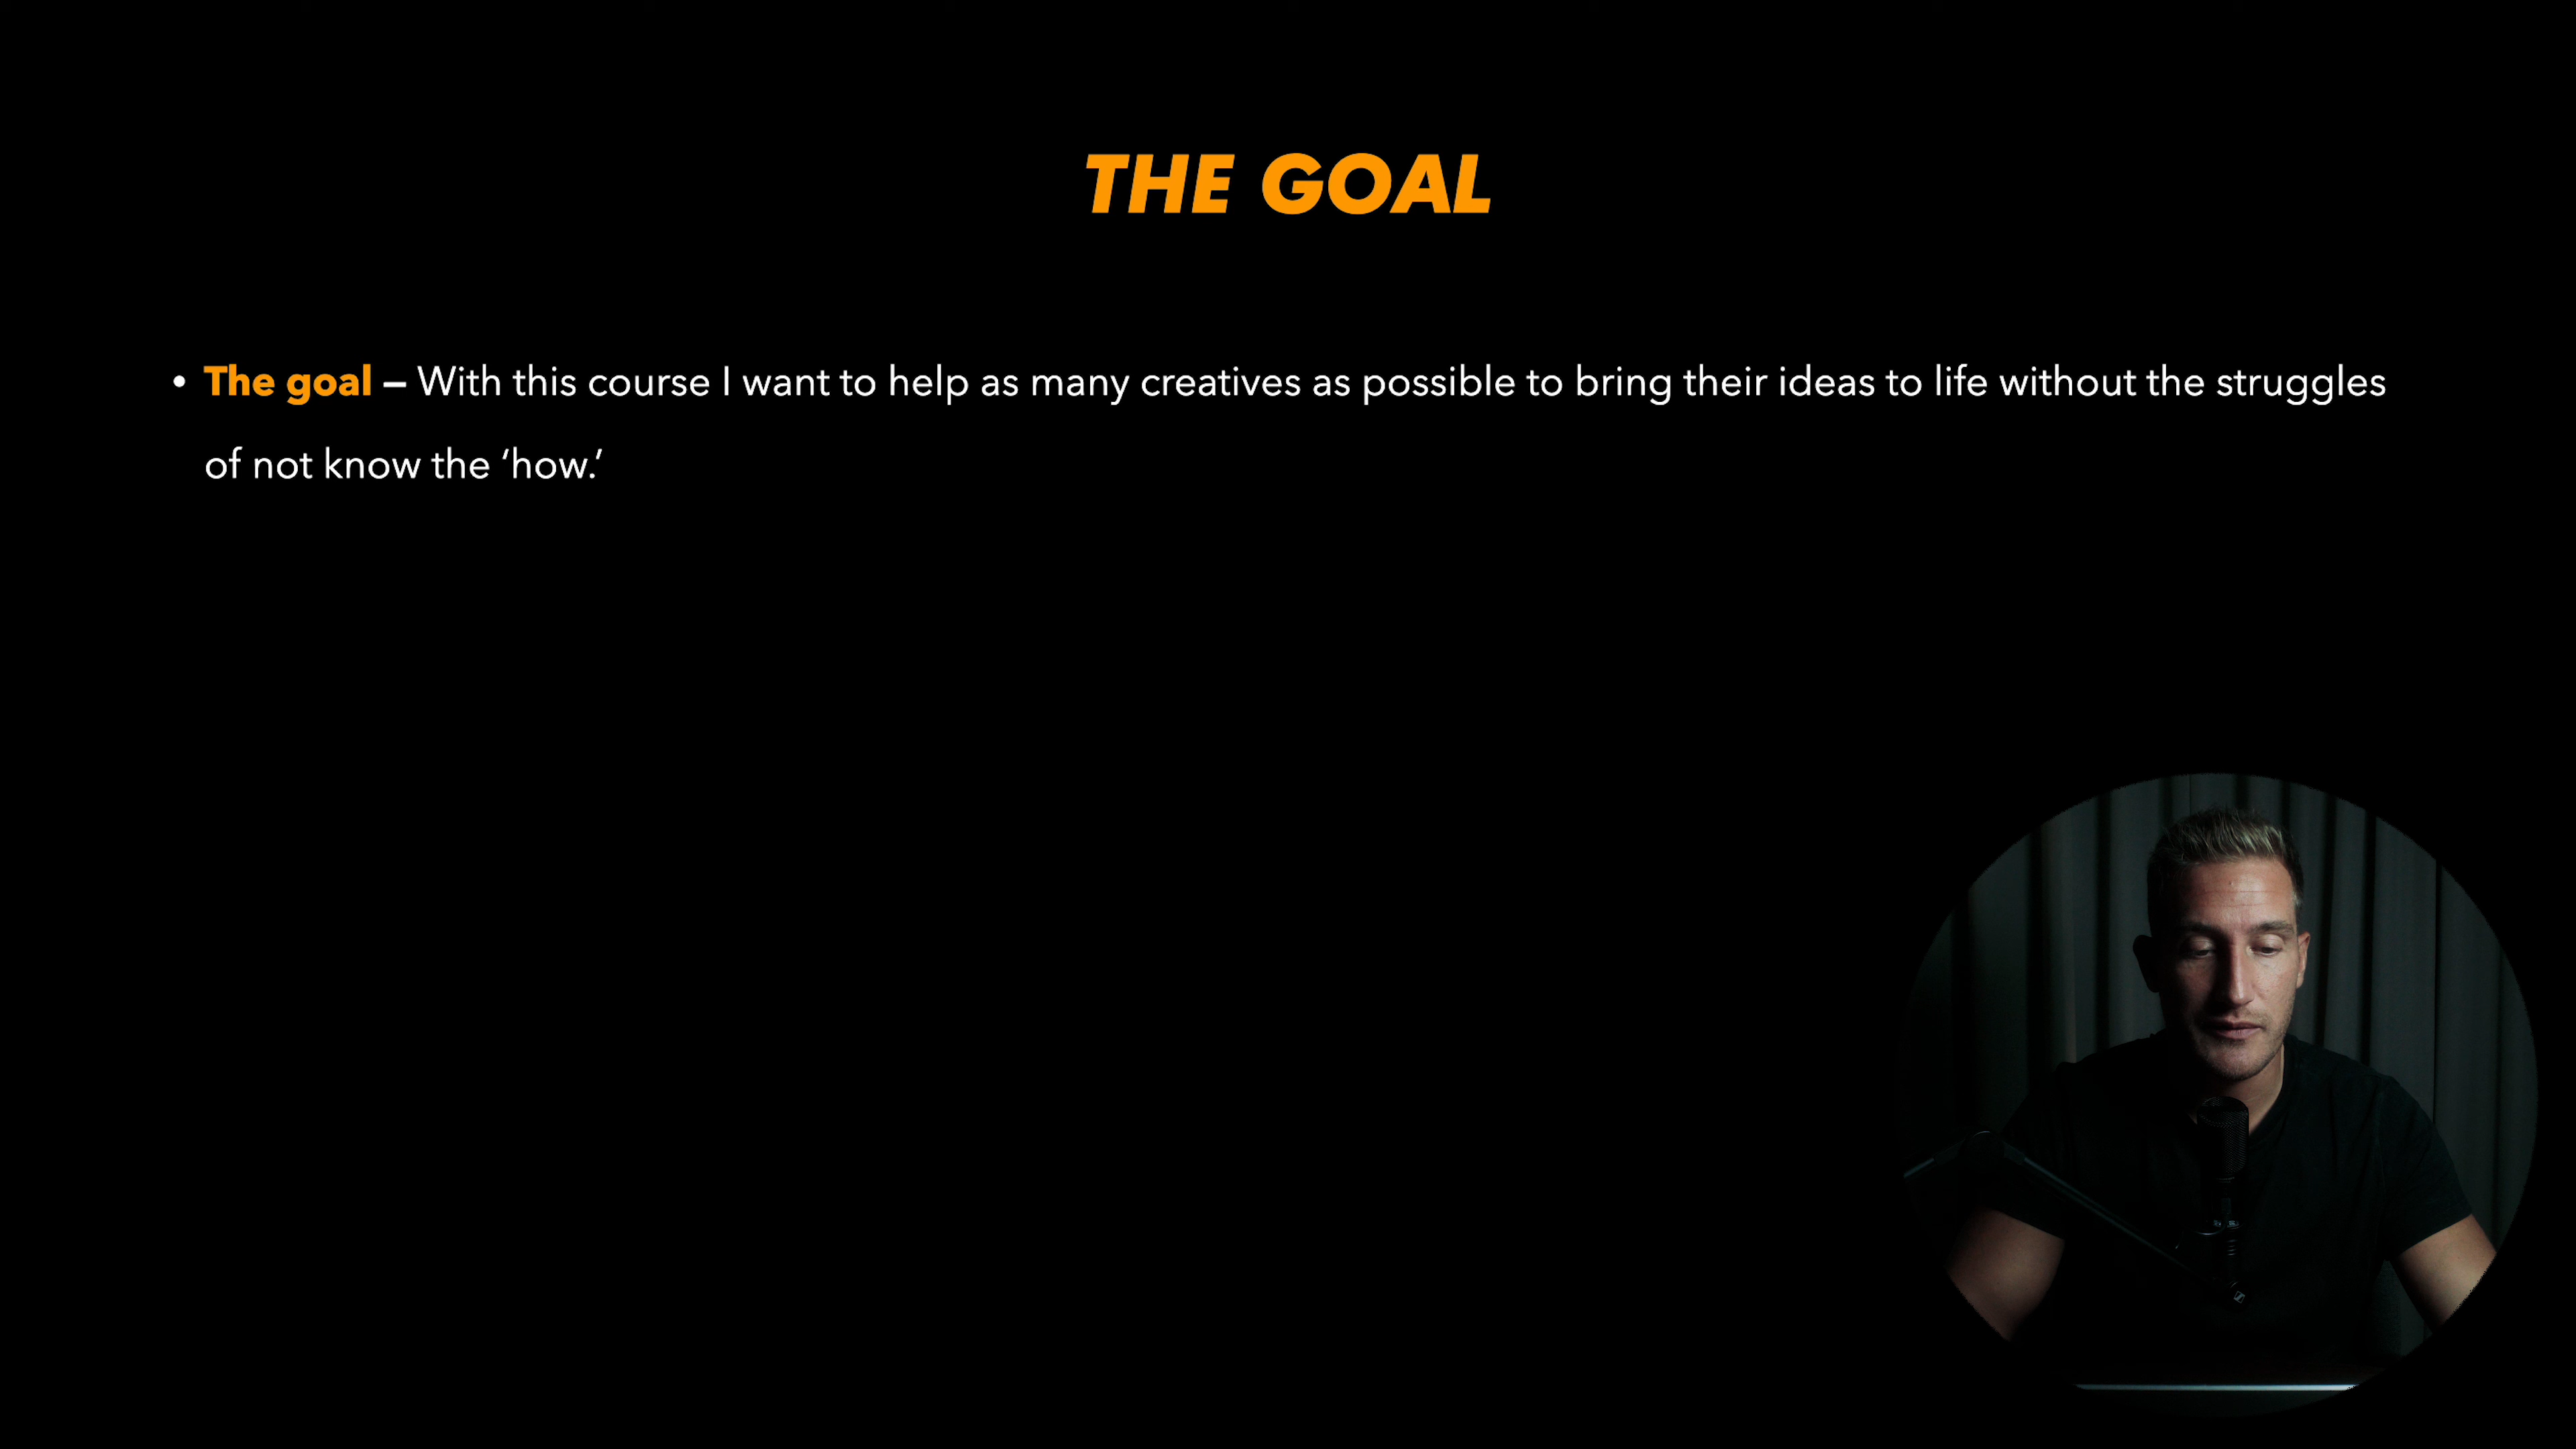 THE GOAL
• The goal – With this course I want to help as many creatives as possible to bring their ideas to life without the struggles
of not know the ‘how.’